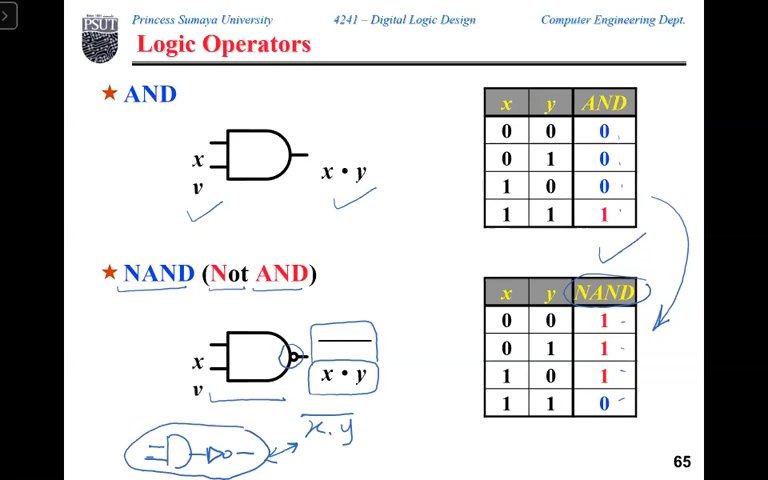 Princess Sumaya University 4241 – Digital Logic Design Computer Engineering Dept.
PSUT
Logic Operators
AND
x
y
x • y
x y AND
0 0 0
0 1 0
1 0 0
1 1 1
NAND (Not AND)
x
y
x • y
x . y
x y NAND
0 0 1
0 1 1
1 0 1
1 1 0
65